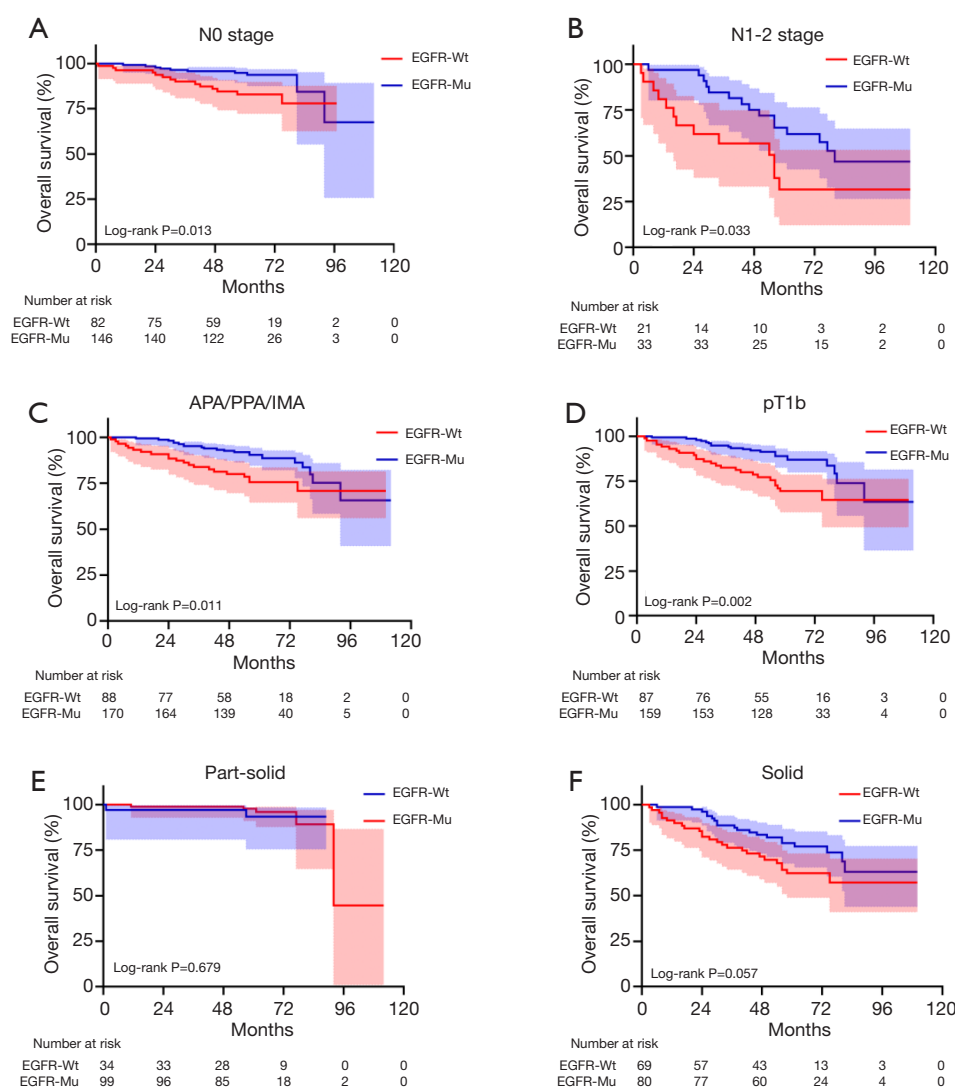 A
N0 stage
Overall survival (%)
100
75
50
25
0
EGFR-Wt
EGFR-Mu
Log-rank P=0.013
0 24 48 72 96 120
Months
Number at risk
EGFR-Wt 82 75 59 19 2 0
EGFR-Mu 146 140 122 26 3 0
B
N1-2 stage
Overall survival (%)
100
75
50
25
0
EGFR-Wt
EGFR-Mu
Log-rank P=0.033
0 24 48 72 96 120
Months
Number at risk
EGFR-Wt 21 14 10 3 2 0
EGFR-Mu 33 33 25 15 2 0
C
APA/PPA/IMA
Overall survival (%)
100
75
50
25
0
EGFR-Wt
EGFR-Mu
Log-rank P=0.011
0 24 48 72 96 120
Months
Number at risk
EGFR-Wt 88 77 58 18 2 0
EGFR-Mu 170 164 139 40 5 0
D
pT1b
Overall survival (%)
100
75
50
25
0
EGFR-Wt
EGFR-Mu
Log-rank P=0.002
0 24 48 72 96 120
Months
Number at risk
EGFR-Wt 87 76 55 16 3 0
EGFR-Mu 159 153 128 33 4 0
E
Part-solid
Overall survival (%)
100
75
50
25
0
EGFR-Wt
EGFR-Mu
Log-rank P=0.679
0 24 48 72 96 120
Months
Number at risk
EGFR-Wt 34 33 28 9 0 0
EGFR-Mu 99 96 85 18 2 0
F
Solid
Overall survival (%)
100
75
50
25
0
EGFR-Wt
EGFR-Mu
Log-rank P=0.057
0 24 48 72 96 120
Months
Number at risk
EGFR-Wt 69 57 43 13 3 0
EGFR-Mu 80 77 60 24 4 0